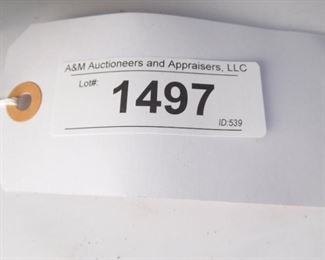 A&M Auctioneers and Appraisers, LLC
Lot#: 1497
ID:539